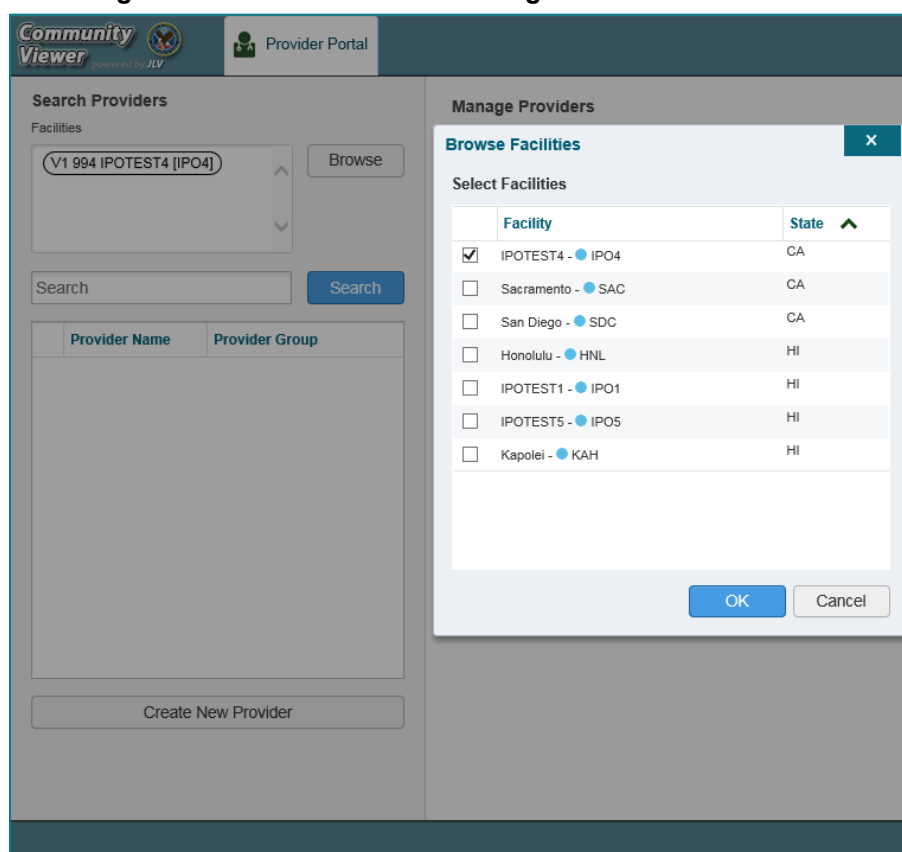 Community
Viewer powered by JLV
Provider Portal
Search Providers
Facilities
V1 994 IPOTEST4 [IPO4]
Browse
Search
Search
Provider Name Provider Group
Create New Provider
Manage Providers
Browse Facilities x
Select Facilities
Facility State
IPOTEST4 - IPO4 CA
Sacramento - SAC CA
San Diego - SDC CA
Honolulu - HNL HI
IPOTEST1 - IPO1 HI
IPOTEST5 - IPO5 HI
Kapolei - KAH HI
OK Cancel